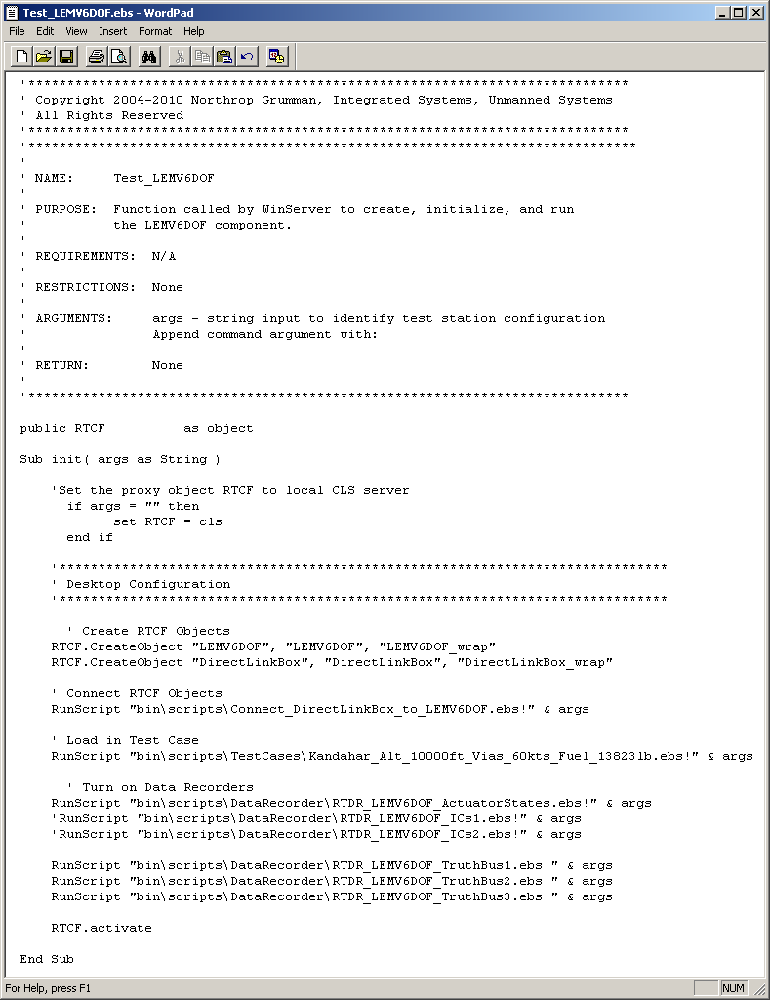 Test_LEMV6DOF.ebs - WordPad
File Edit View Insert Format Help
'*****************************************************************************
' Copyright 2004-2010 Northrop Grumman, Integrated Systems, Unmanned Systems
' All Rights Reserved
'*****************************************************************************
'******************************************************************************
'
' NAME:     Test_LEMV6DOF
'
' PURPOSE:  Function called by WinServer to create, initialize, and run
'           the LEMV6DOF component.
'
' REQUIREMENTS:  N/A
'
' RESTRICTIONS:  None
'
' ARGUMENTS:     args - string input to identify test station configuration
'                Append command argument with:
'
' RETURN:        None
'
'*****************************************************************************
public RTCF          as object
Sub init( args as String )
    'Set the proxy object RTCF to local CLS server
      if args = "" then
            set RTCF = cls
      end if
    '******************************************************************************
    ' Desktop Configuration
    '******************************************************************************
      ' Create RTCF Objects
    RTCF.CreateObject "LEMV6DOF", "LEMV6DOF", "LEMV6DOF_wrap"
    RTCF.CreateObject "DirectLinkBox", "DirectLinkBox", "DirectLinkBox_wrap"
    ' Connect RTCF Objects
    RunScript "bin\scripts\Connect_DirectLinkBox_to_LEMV6DOF.ebs!" & args
    ' Load in Test Case
    RunScript "bin\scripts\TestCases\Kandahar_Alt_10000ft_Vias_60kts_Fuel_13823lb.ebs!" & args
      ' Turn on Data Recorders
    RunScript "bin\scripts\DataRecorder\RTDR_LEMV6DOF_ActuatorStates.ebs!" & args
    'RunScript "bin\scripts\DataRecorder\RTDR_LEMV6DOF_ICs1.ebs!" & args
    'RunScript "bin\scripts\DataRecorder\RTDR_LEMV6DOF_ICs2.ebs!" & args
    RunScript "bin\scripts\DataRecorder\RTDR_LEMV6DOF_TruthBus1.ebs!" & args
    RunScript "bin\scripts\DataRecorder\RTDR_LEMV6DOF_TruthBus2.ebs!" & args
    RunScript "bin\scripts\DataRecorder\RTDR_LEMV6DOF_TruthBus3.ebs!" & args
    RTCF.activate
End Sub
For Help, press F1
NUM